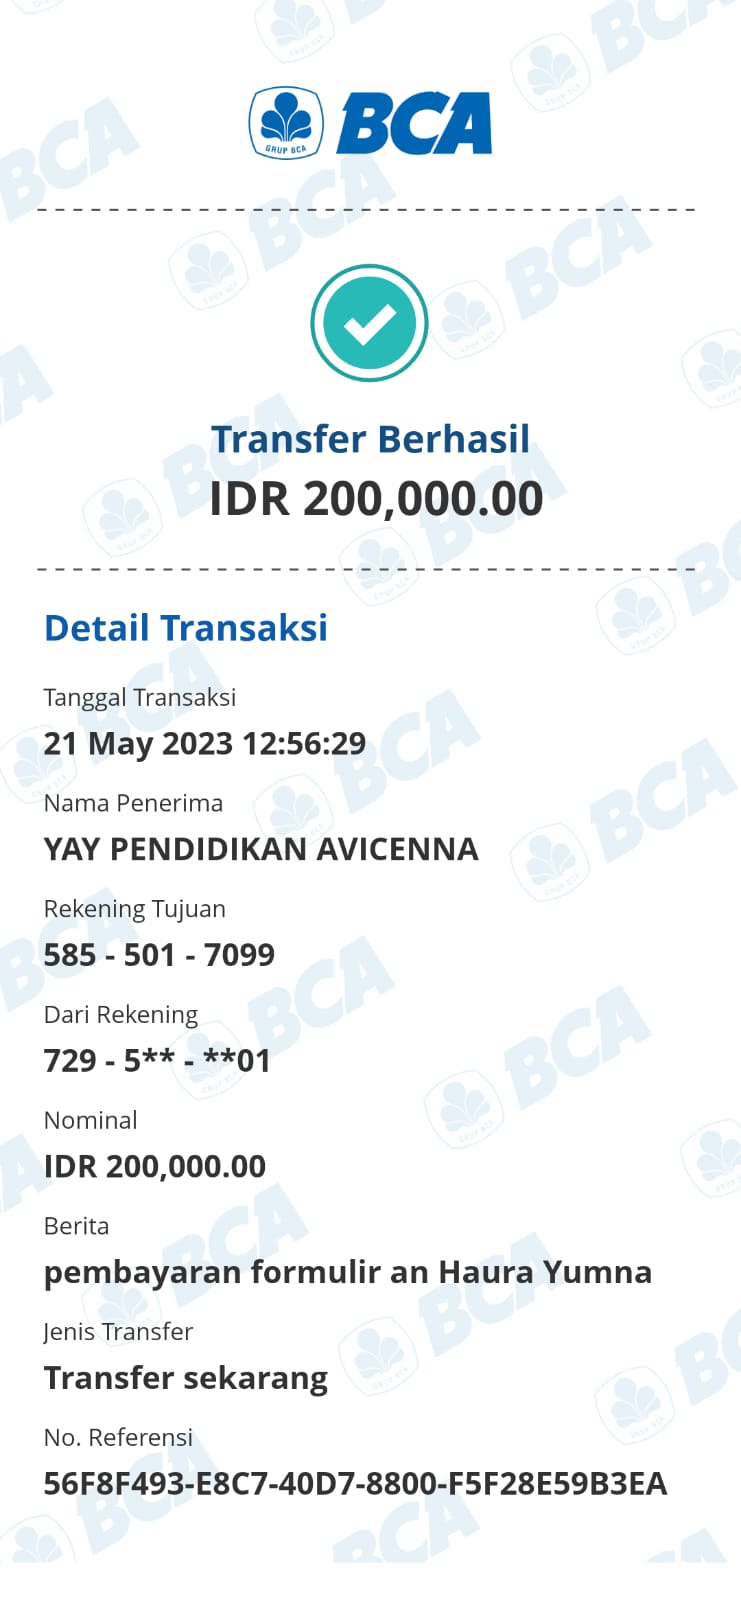 GRUP BCA
BCA
Transfer Berhasil
IDR 200,000.00
Detail Transaksi
Tanggal Transaksi
21 May 2023 12:56:29
Nama Penerima
YAY PENDIDIKAN AVICENNA
Rekening Tujuan
585 - 501 - 7099
Dari Rekening
729 - 5** - **01
Nominal
IDR 200,000.00
Berita
pembayaran formulir an Haura Yumna
Jenis Transfer
Transfer sekarang
No. Referensi
56F8F493-E8C7-40D7-8800-F5F28E59B3EA